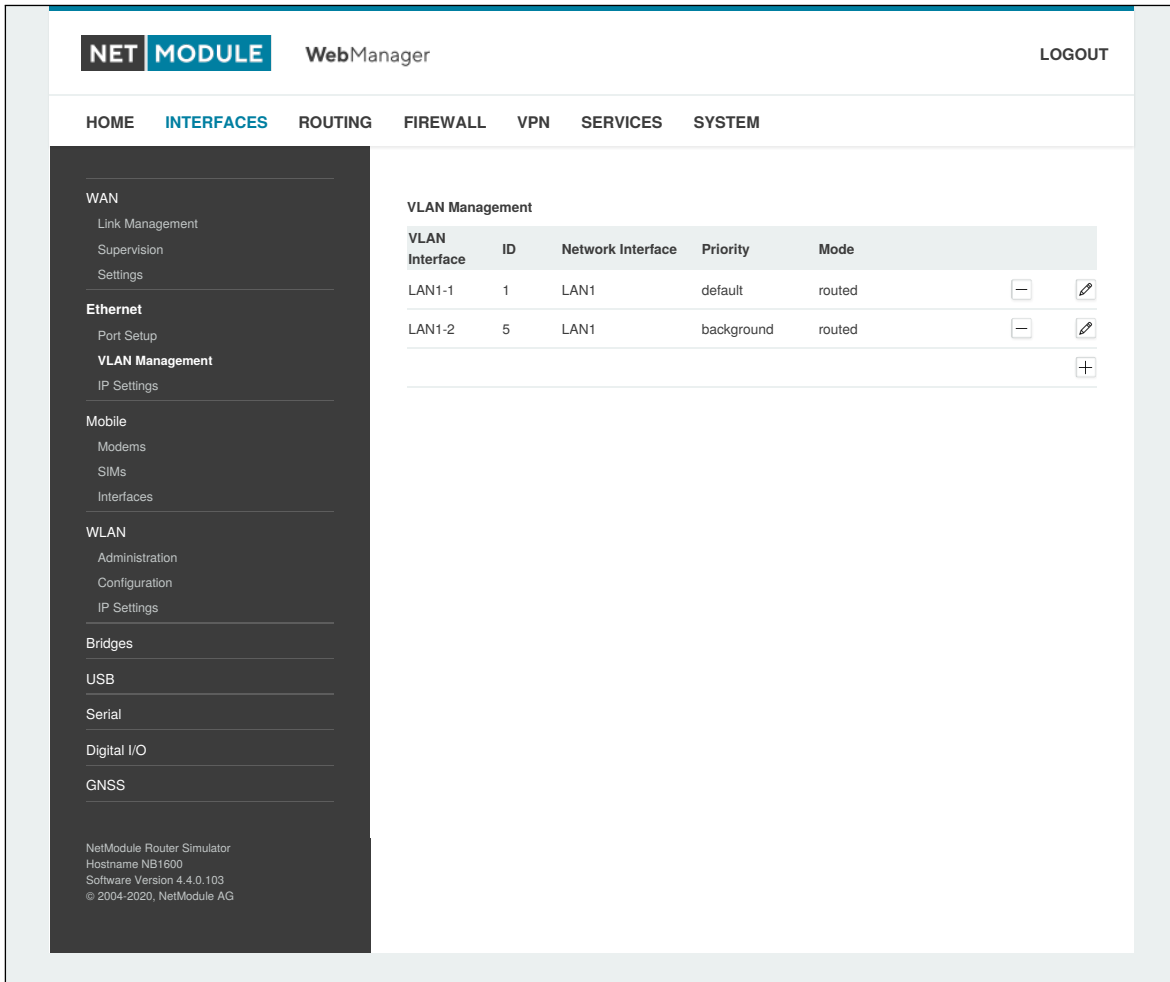 NET MODULE WebManager LOGOUT
HOME INTERFACES ROUTING FIREWALL VPN SERVICES SYSTEM
WAN
Link Management
Supervision
Settings
Ethernet
Port Setup
VLAN Management
IP Settings
Mobile
Modems
SIMs
Interfaces
WLAN
Administration
Configuration
IP Settings
Bridges
USB
Serial
Digital I/O
GNSS
NetModule Router Simulator
Hostname NB1600
Software Version 4.4.0.103
© 2004-2020, NetModule AG
VLAN Management
VLAN Interface ID Network Interface Priority Mode
LAN1-1 1 LAN1 default routed
LAN1-2 5 LAN1 background routed